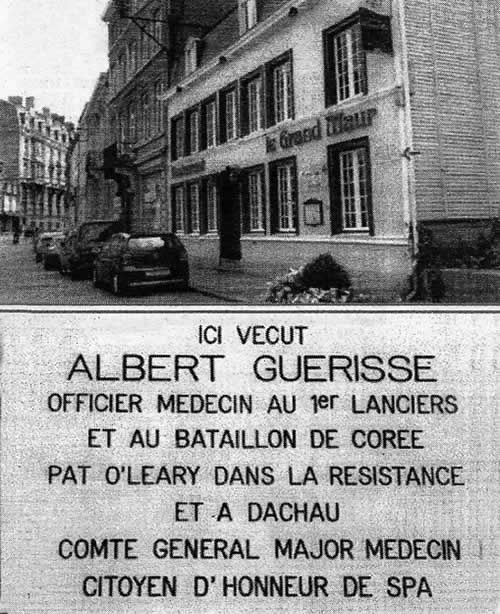 le Grand Maur
ICI VECUT
ALBERT GUERISSE
OFFICIER MEDECIN AU 1er LANCIERS
ET AU BATAILLON DE COREE
PAT O'LEARY DANS LA RESISTANCE
ET A DACHAU
COMTE GENERAL MAJOR MEDECIN
CITOYEN D'HONNEUR DE SPA